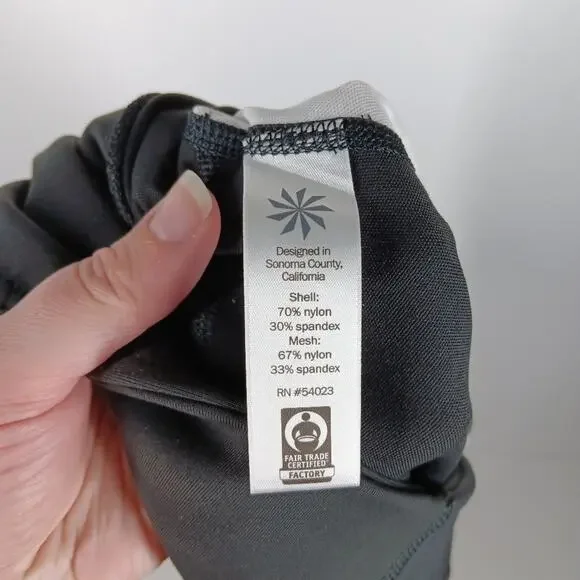 Designed in
Sonoma County,
California
Shell:
70% nylon
30% spandex
Mesh:
67% nylon
33% spandex
RN #54023
FAIR TRADE
CERTIFIED
FACTORY